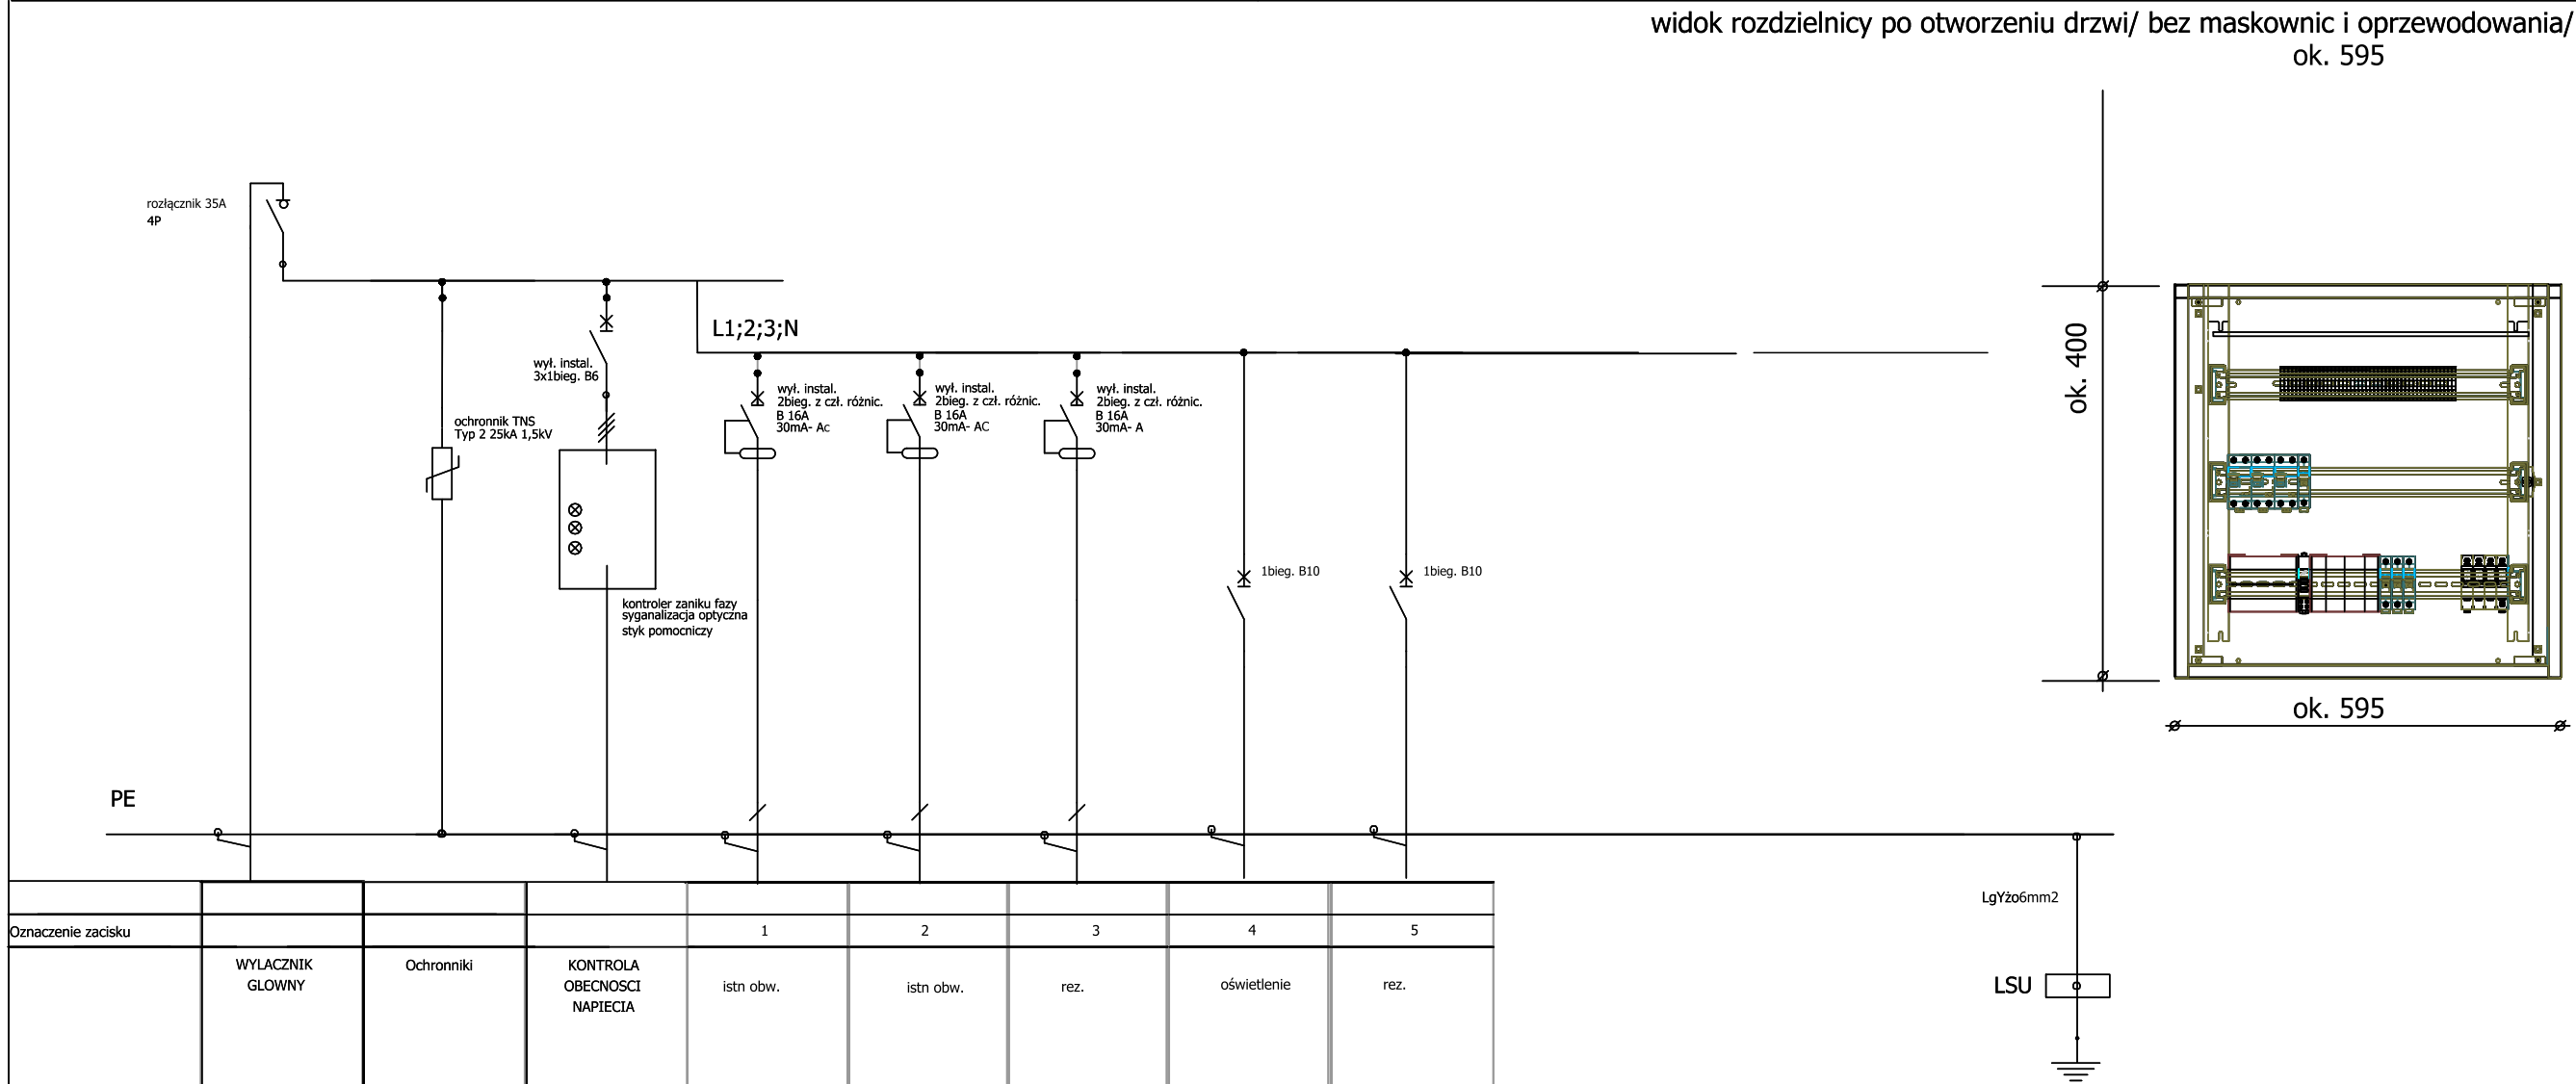 widok rozdzielnicy po otworzeniu drzwi/ bez maskownic i oprzewodowania/
ok. 595
rozłącznik 35A
4P
L1;2;3;N
wył. instal.
3x1bieg. B6
ochronnik TNS
Typ 2 25kA 1,5kV
wył. instal.
2bieg. z czł. różnic.
B 16A
30mA- Ac
wył. instal.
2bieg. z czł. różnic.
B 16A
30mA- AC
wył. instal.
2bieg. z czł. różnic.
B 16A
30mA- A
1bieg. B10
1bieg. B10
kontroler zaniku fazy
syganalizacja optyczna
styk pomocniczy
ok. 400
ok. 595
PE
LgYżo6mm2
LSU
Oznaczenie zacisku
1
2
3
4
5
WYLACZNIK
GLOWNY
Ochronniki
KONTROLA
OBECNOSCI
NAPIECIA
istn obw.
istn obw.
rez.
oświetlenie
rez.